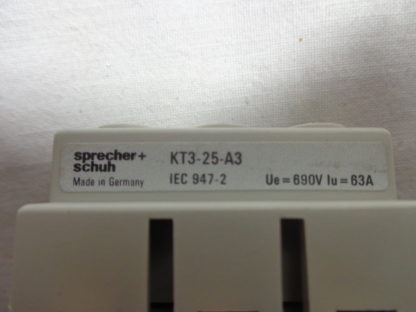 sprecher+ schuh KT3-25-A3
Made in Germany IEC 947-2 Ue=690V Iu=63A